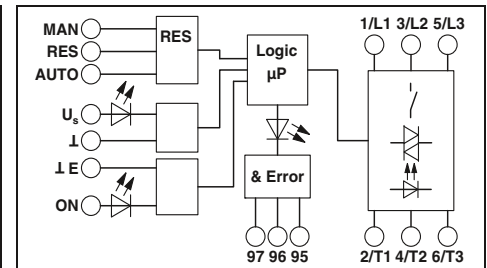 MAN
RES
AUTO
RES
Logic
µP
1/L1 3/L2 5/L3
Us
⊥
⊥ E
ON
& Error
97 96 95
2/T1 4/T2 6/T3